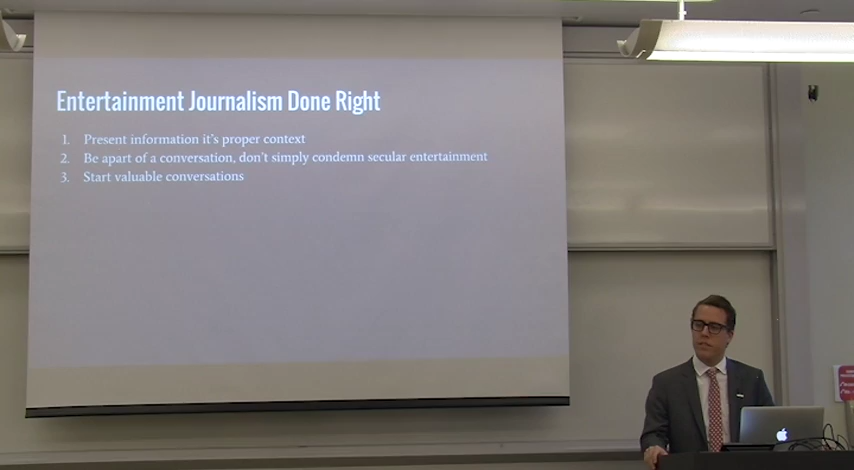 Entertainment Journalism Done Right
1. Present information it's proper context
2. Be apart of a conversation, don't simply condemn secular entertainment
3. Start valuable conversations